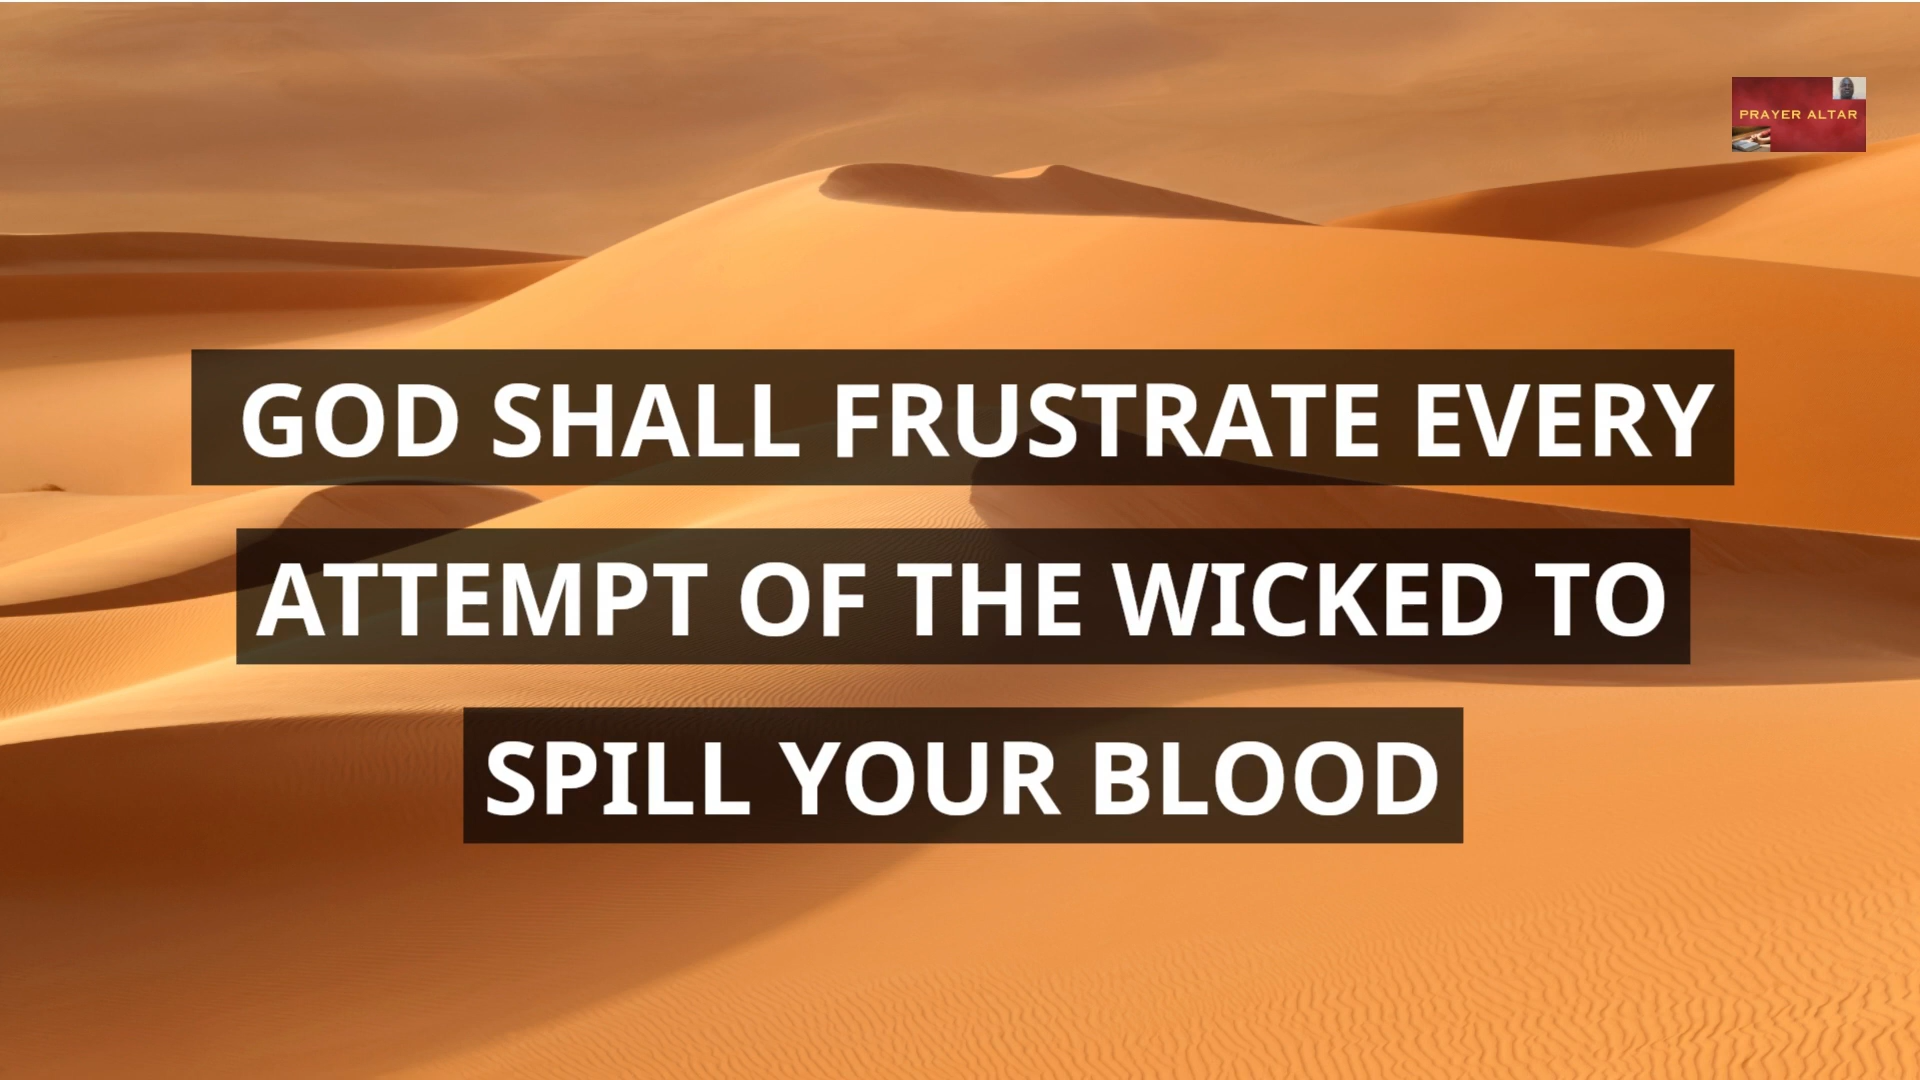 PRAYER ALTAR
GOD SHALL FRUSTRATE EVERY
ATTEMPT OF THE WICKED TO
SPILL YOUR BLOOD